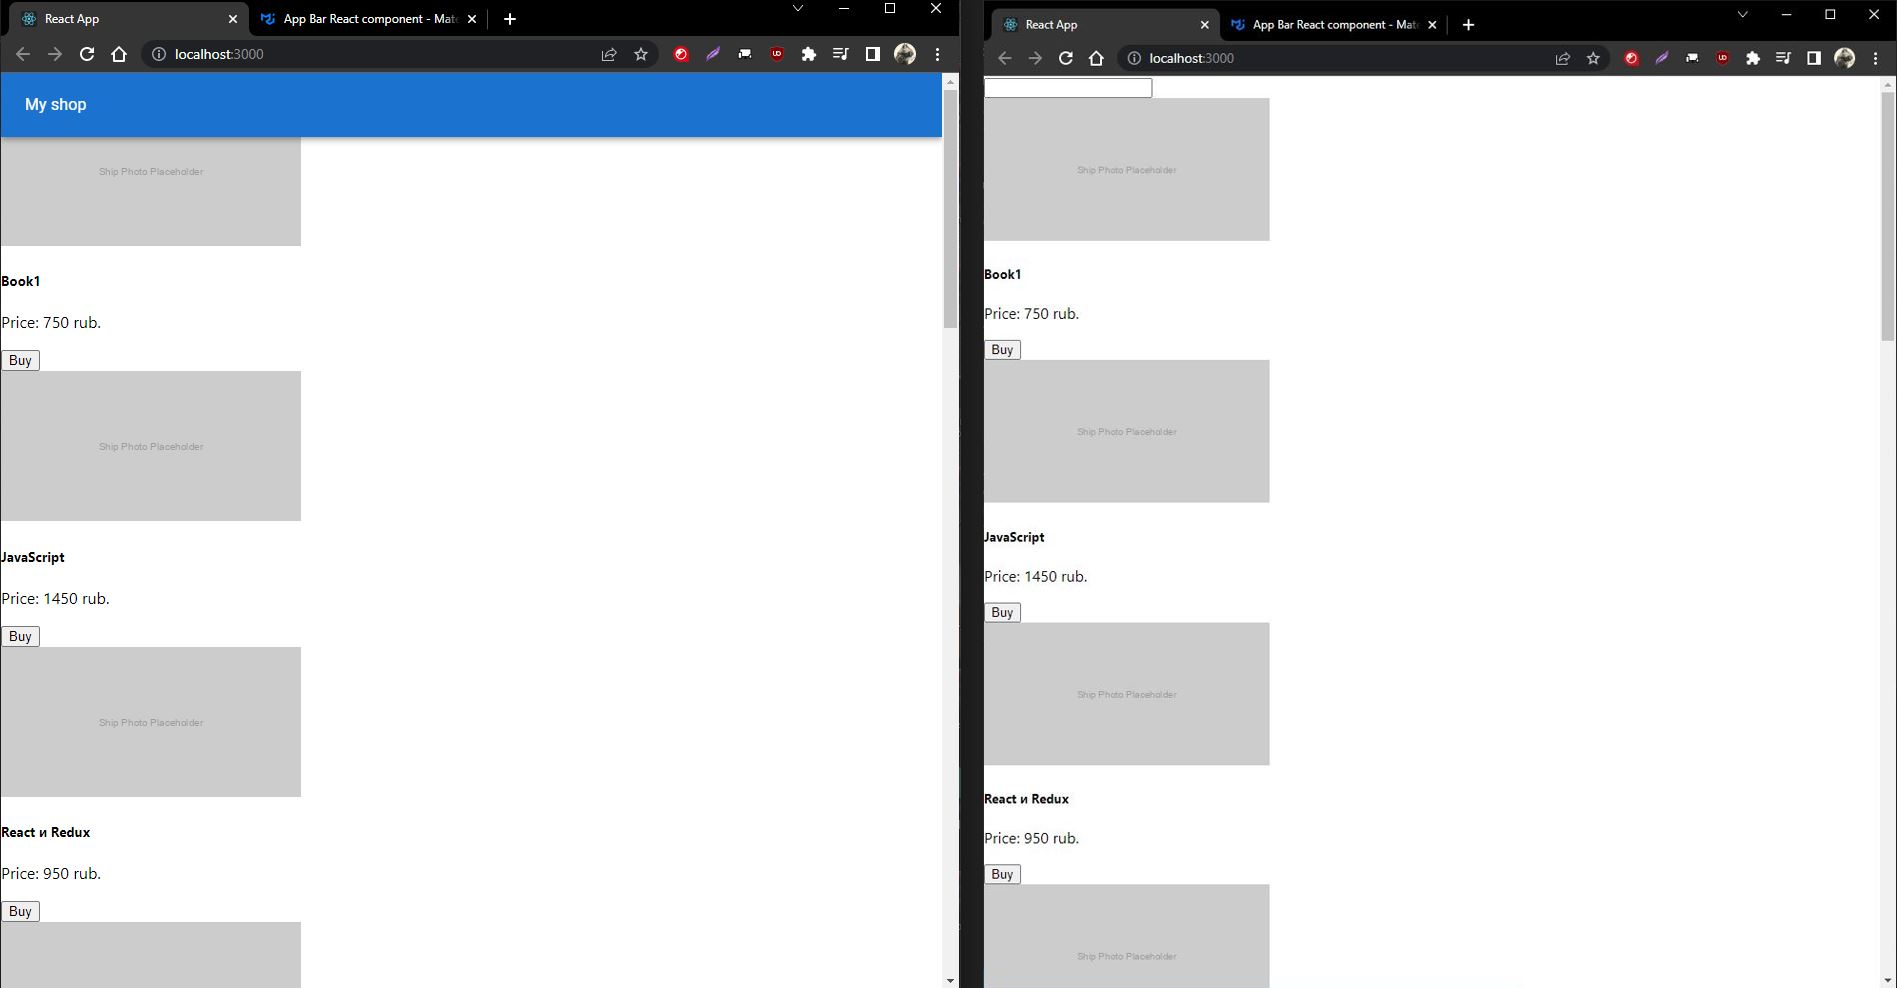 React App
App Bar React component - Mate
localhost:3000
My shop
Ship Photo Placeholder
Book1
Price: 750 rub.
Buy
Ship Photo Placeholder
JavaScript
Price: 1450 rub.
Buy
Ship Photo Placeholder
React и Redux
Price: 950 rub.
Buy
React App
App Bar React component - Mate
localhost:3000
Ship Photo Placeholder
Book1
Price: 750 rub.
Buy
Ship Photo Placeholder
JavaScript
Price: 1450 rub.
Buy
Ship Photo Placeholder
React и Redux
Price: 950 rub.
Buy
Ship Photo Placeholder